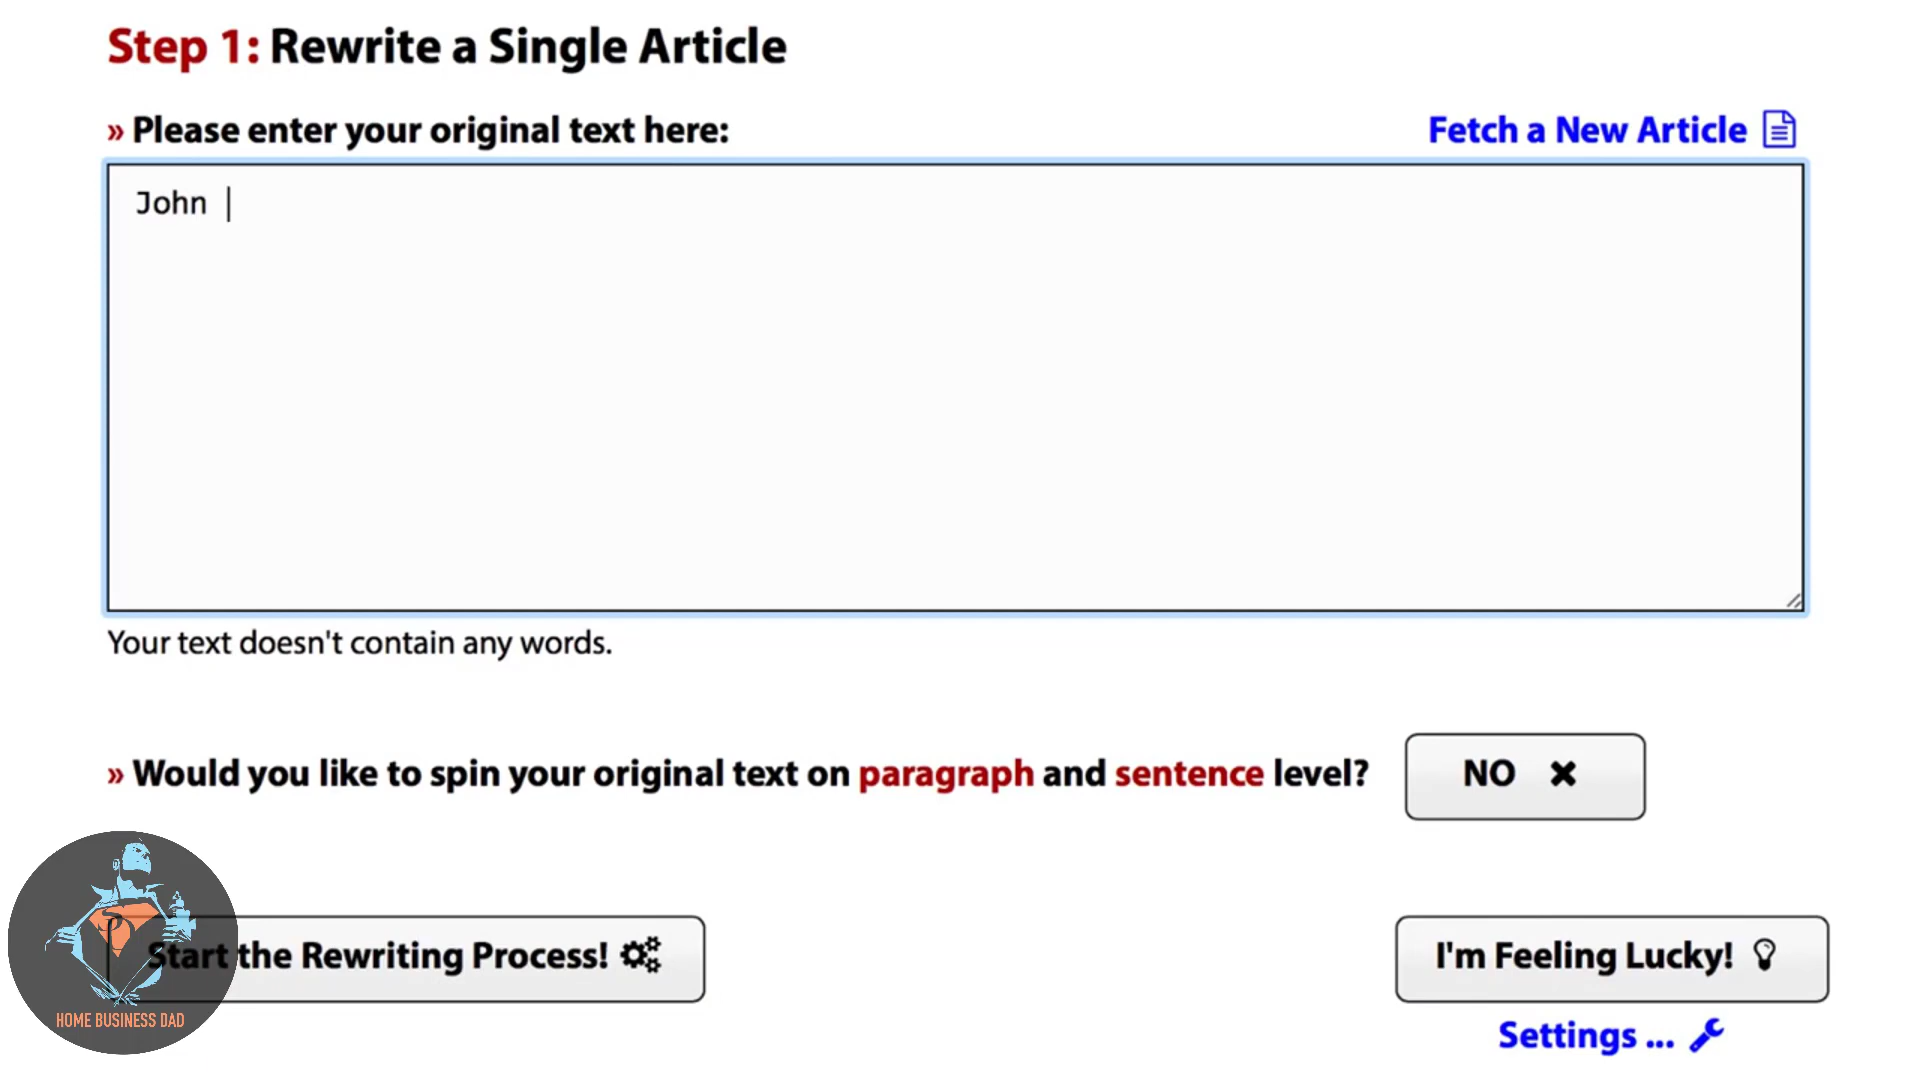 Step 1: Rewrite a Single Article
» Please enter your original text here:
Fetch a New Article
John
Your text doesn't contain any words.
» Would you like to spin your original text on paragraph and sentence level?
NO ✖
Start the Rewriting Process!
I'm Feeling Lucky!
HOME BUSINESS DAD
Settings ...